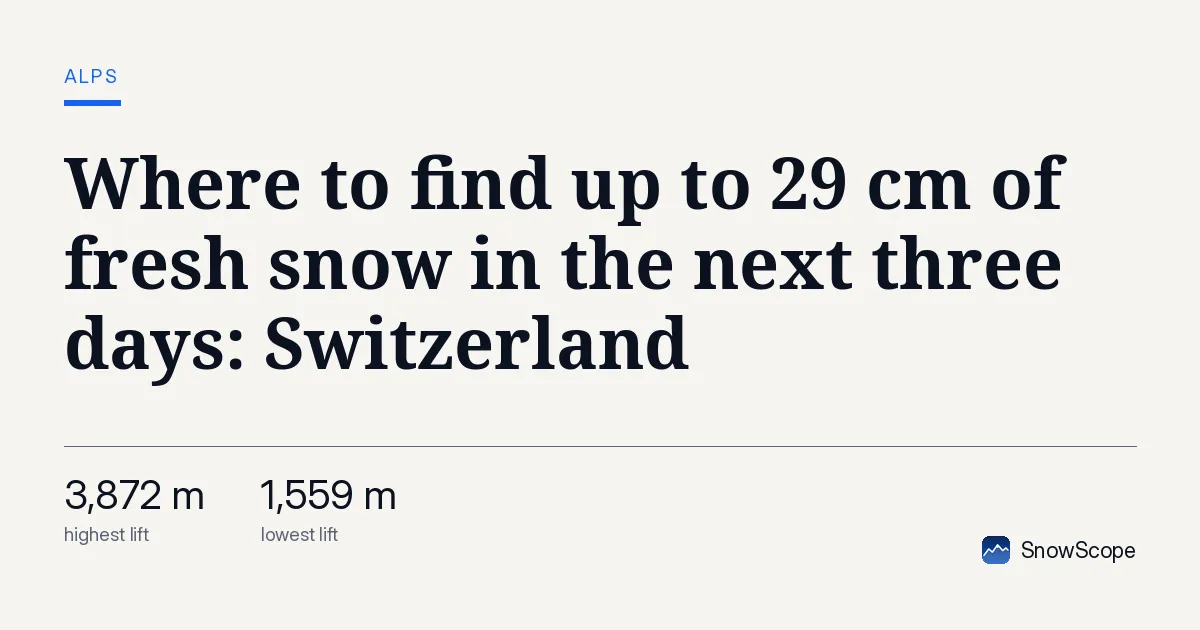 ALPS
Where to find up to 29 cm of
fresh snow in the next three
days: Switzerland
3,872 m
highest lift
1,559 m
lowest lift
SnowScope